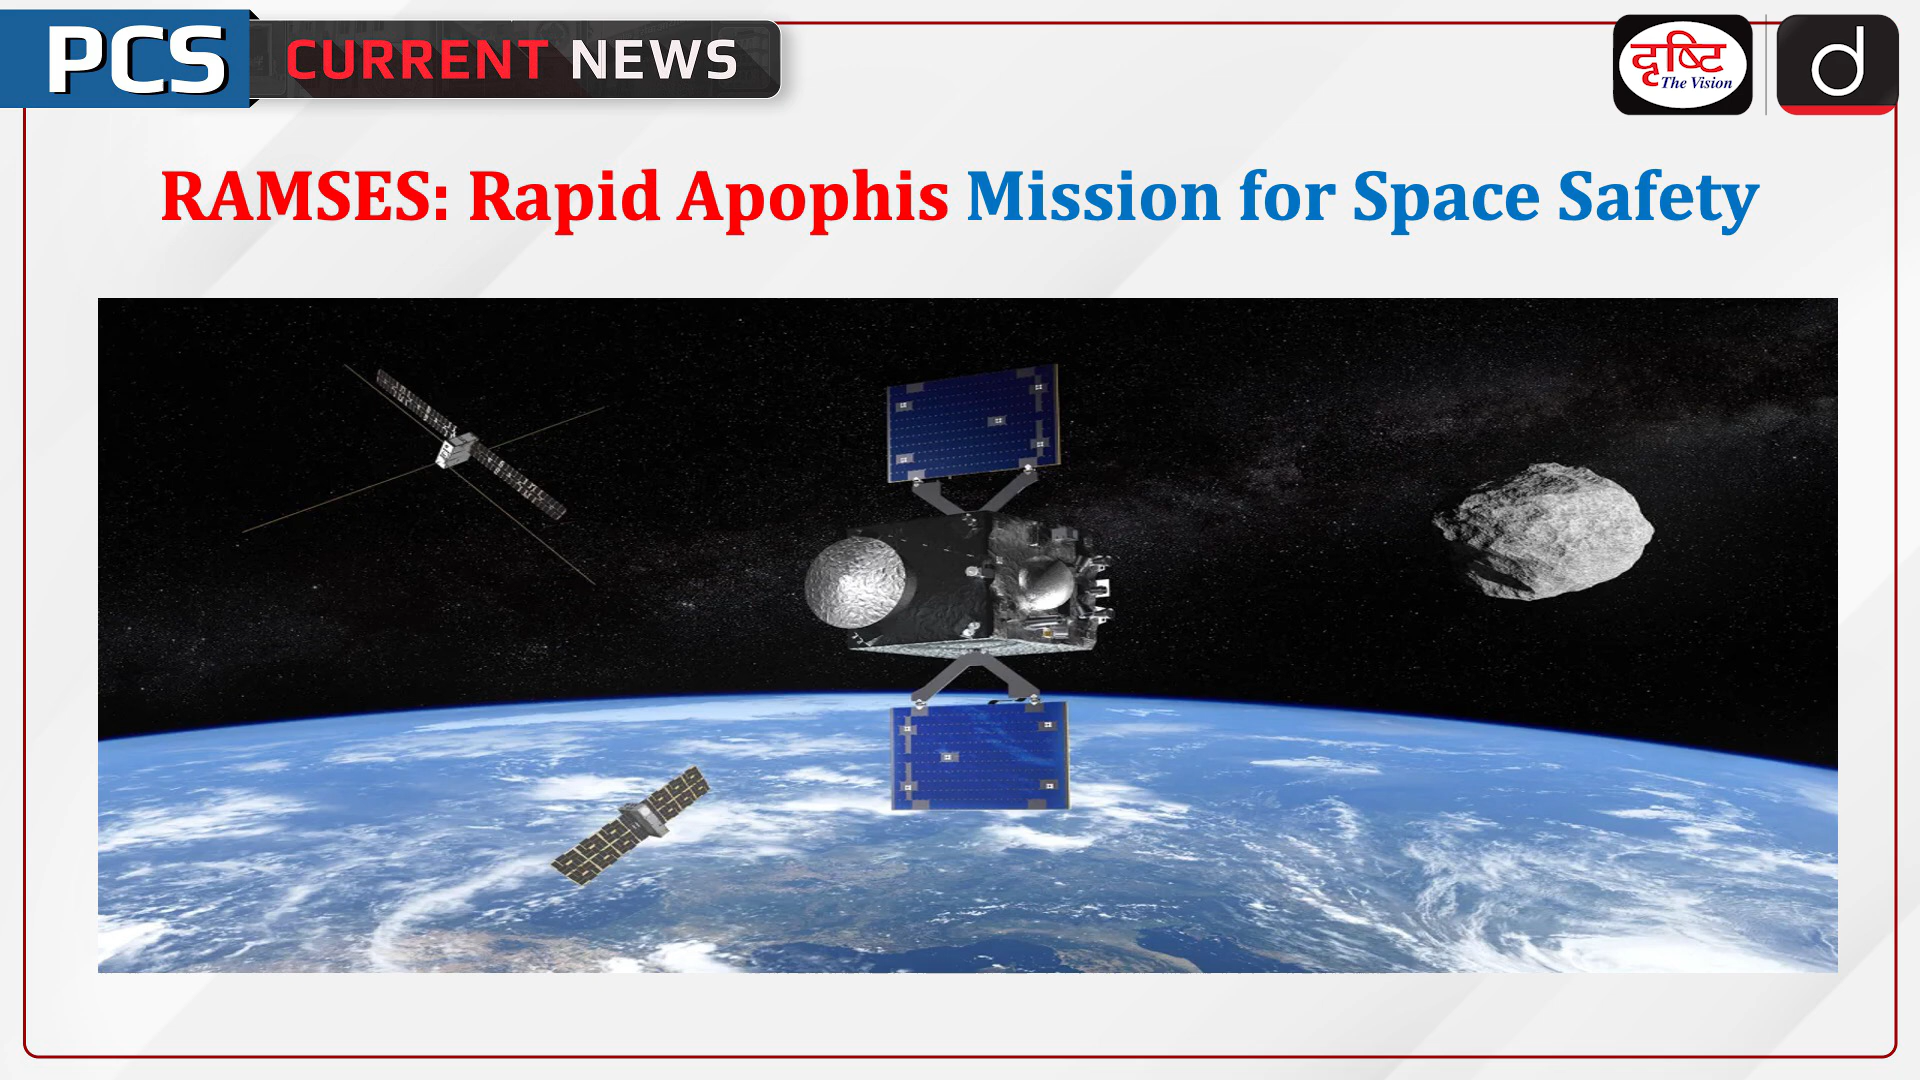 PCS CURRENT NEWS
दृष्टि
The Vision
d
RAMSES: Rapid Apophis Mission for Space Safety